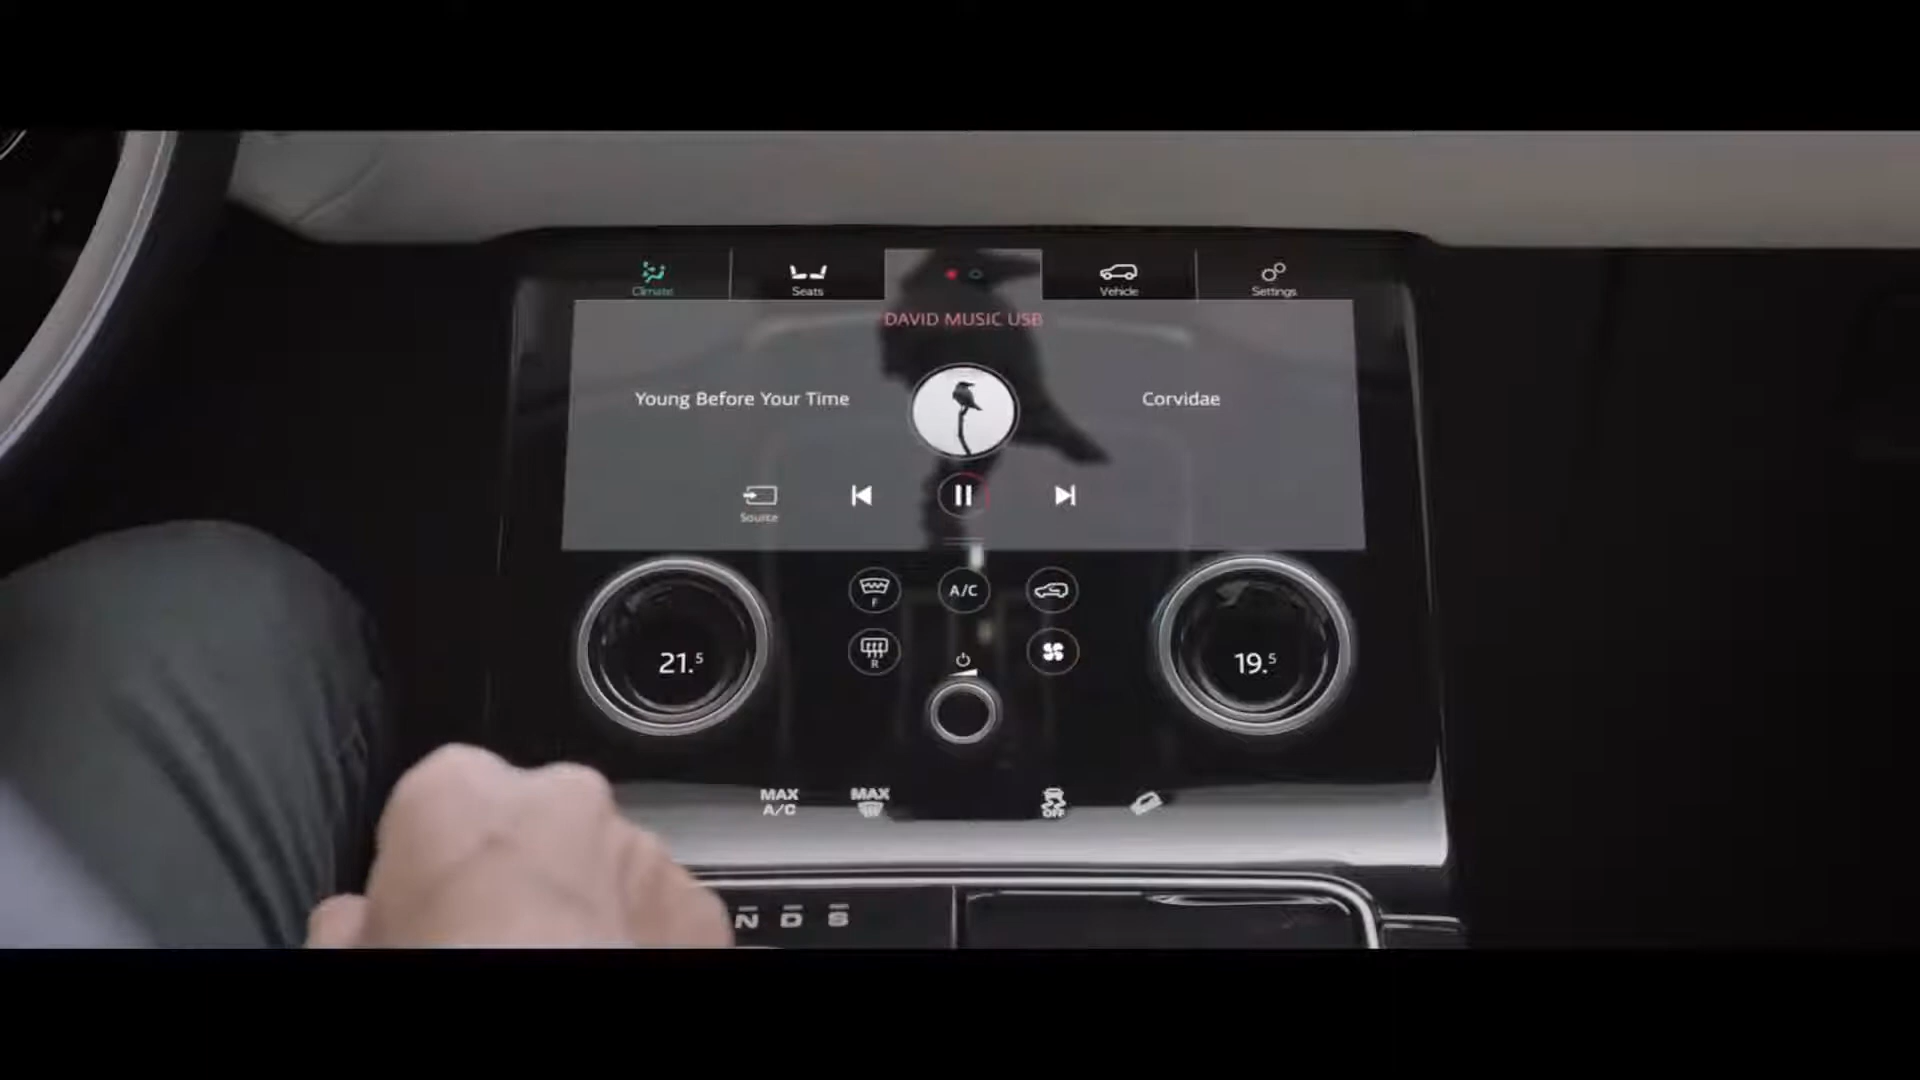 Climate
Seats
Vehicle
Settings
DAVID MUSIC USB
Young Before Your Time
Corvidae
Source
F
A/C
R
21.5
19.5
MAX
A/C
MAX
OFF
N D S